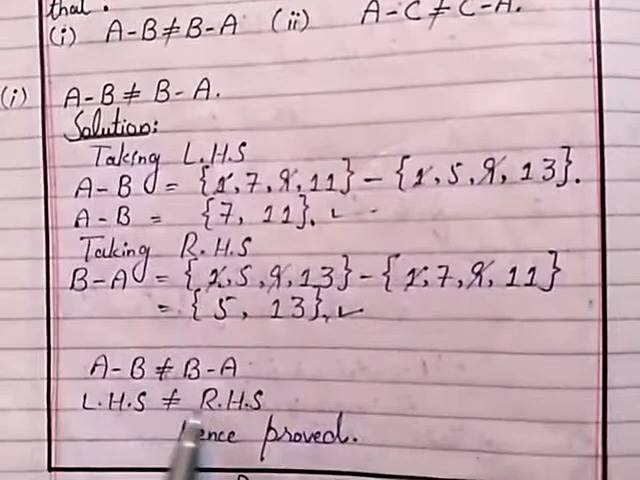 that.
(i) A-B≠B-A (ii) A-C≠C-A.
(i) A-B≠B-A.
Solution:
Taking L.H.S
A-B = {1,7,9,11} - {1,5,9,13}.
A-B = {7, 11}. ✓
Taking R.H.S
B-A = {1,5,9,13} - {1,7,9,11}
= {5, 13}, ✓
A-B ≠ B-A
L.H.S ≠ R.H.S
Hence proved.